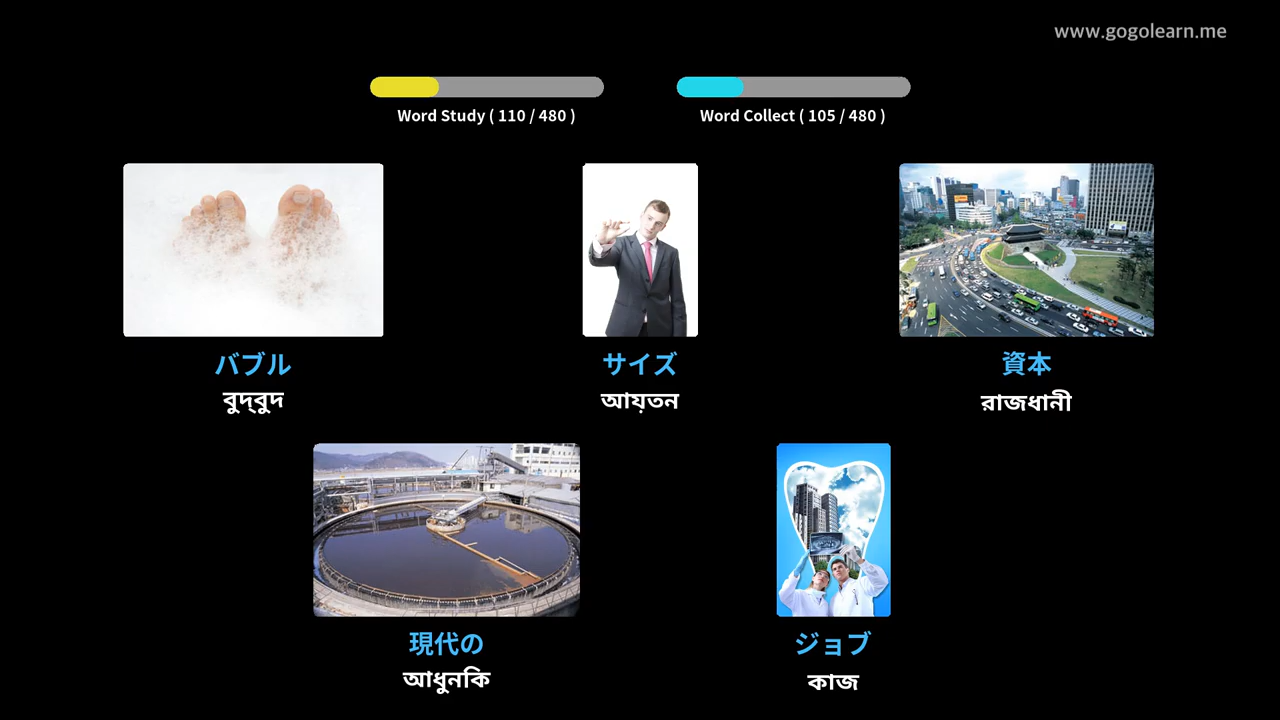 www.gogolearn.me
Word Study ( 110 / 480 )
Word Collect ( 105 / 480 )
バブル
বুদ্বুদ
サイズ
আয়তন
資本
রাজধানী
現代の
আধুনকি
ジョブ
কাজ